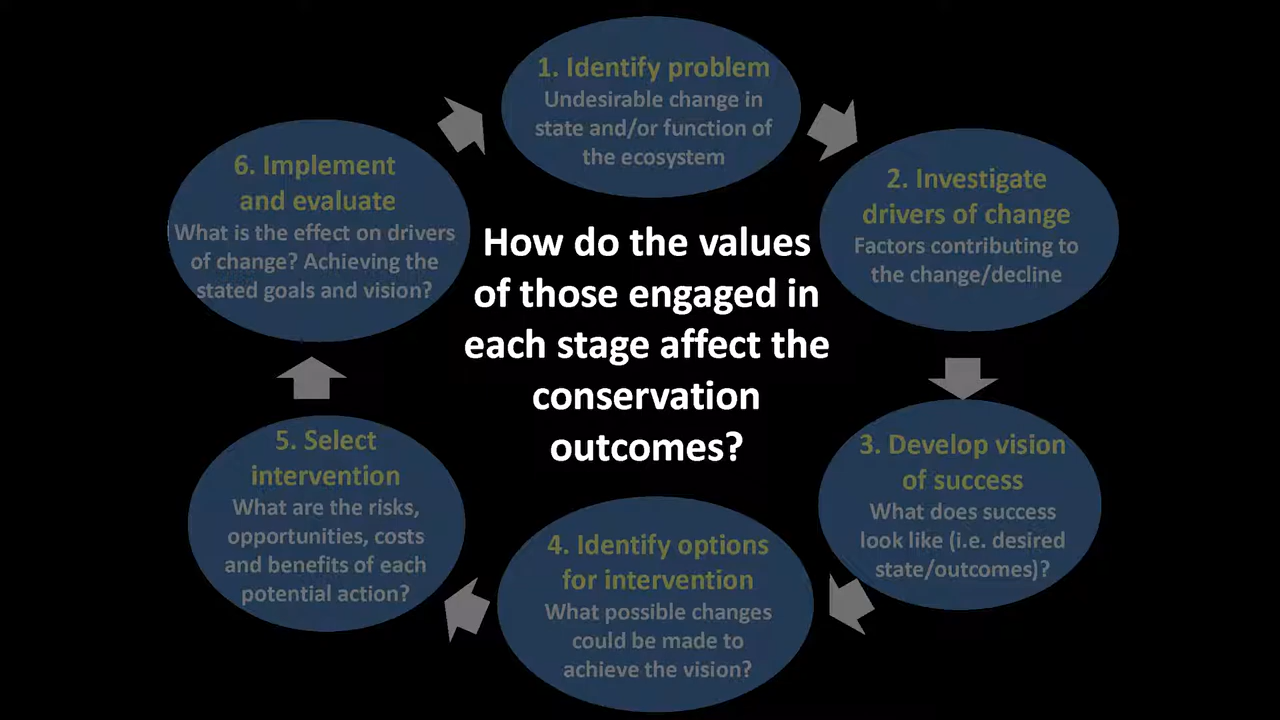 1. Identify problem
Undesirable change in
state and/or function of
the ecosystem
2. Investigate
drivers of change
Factors contributing to
the change/decline
3. Develop vision
of success
What does success
look like (i.e. desired
state/outcomes)?
4. Identify options
for intervention
What possible changes
could be made to
achieve the vision?
5. Select
intervention
What are the risks,
opportunities, costs
and benefits of each
potential action?
6. Implement
and evaluate
What is the effect on drivers
of change? Achieving the
stated goals and vision?
How do the values
of those engaged in
each stage affect the
conservation
outcomes?